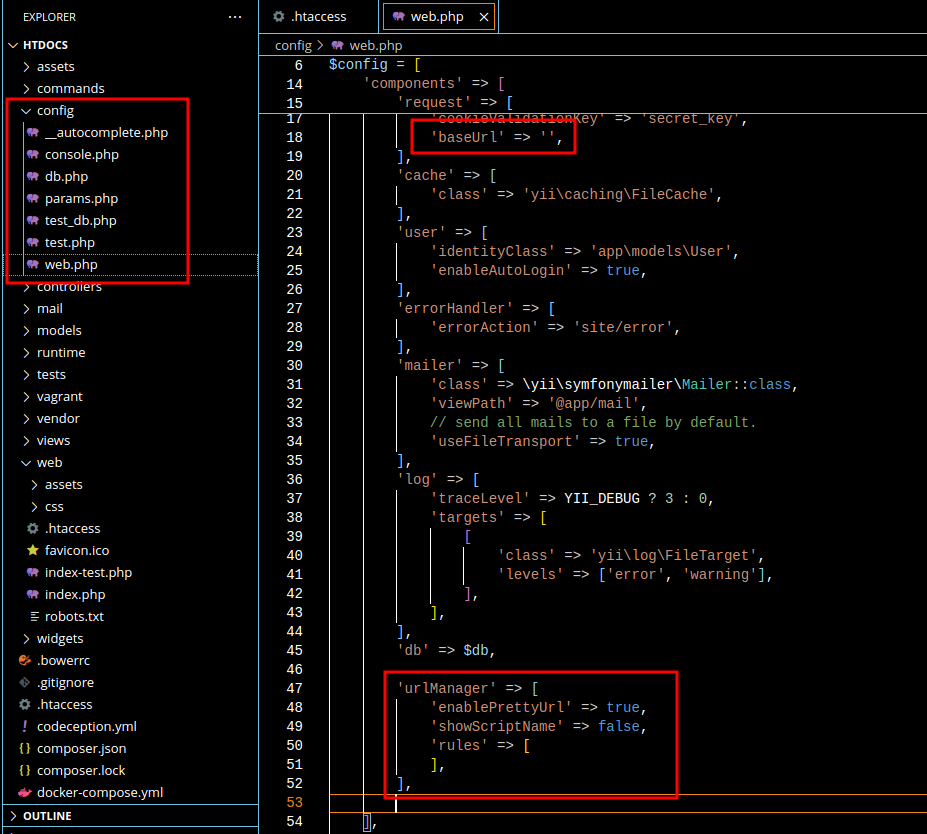 EXPLORER
HTDOCS
assets
commands
config
__autocomplete.php
console.php
db.php
params.php
test_db.php
test.php
web.php
controllers
mail
models
runtime
tests
vagrant
vendor
views
web
assets
css
.htaccess
favicon.ico
index-test.php
index.php
robots.txt
widgets
.bowerrc
.gitignore
.htaccess
codeception.yml
composer.json
composer.lock
docker-compose.yml
OUTLINE
.htaccess
web.php
config > web.php
6 $config = [
14 'components' => [
15 'request' => [
17 'cookieValidationKey' => 'secret_key',
18 'baseUrl' => '',
19 ],
20 'cache' => [
21 'class' => 'yii\caching\FileCache',
22 ],
23 'user' => [
24 'identityClass' => 'app\models\User',
25 'enableAutoLogin' => true,
26 ],
27 'errorHandler' => [
28 'errorAction' => 'site/error',
29 ],
30 'mailer' => [
31 'class' => \yii\symfonymailer\Mailer::class,
32 'viewPath' => '@app/mail',
33 // send all mails to a file by default.
34 'useFileTransport' => true,
35 ],
36 'log' => [
37 'traceLevel' => YII_DEBUG ? 3 : 0,
38 'targets' => [
39 [
40 'class' => 'yii\log\FileTarget',
41 'levels' => ['error', 'warning'],
42 ],
43 ],
44 ],
45 'db' => $db,
46
47 'urlManager' => [
48 'enablePrettyUrl' => true,
49 'showScriptName' => false,
50 'rules' => [
51 ],
52 ],
53
54 ],